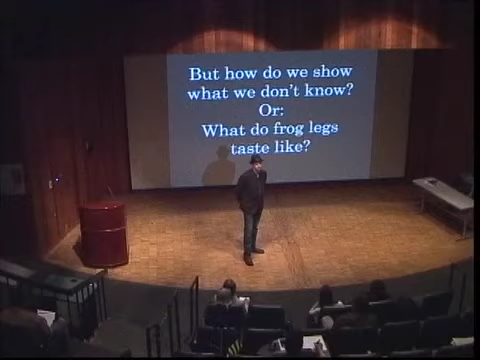 But how do we show
what we don't know?
Or:
What do frog legs
taste like?